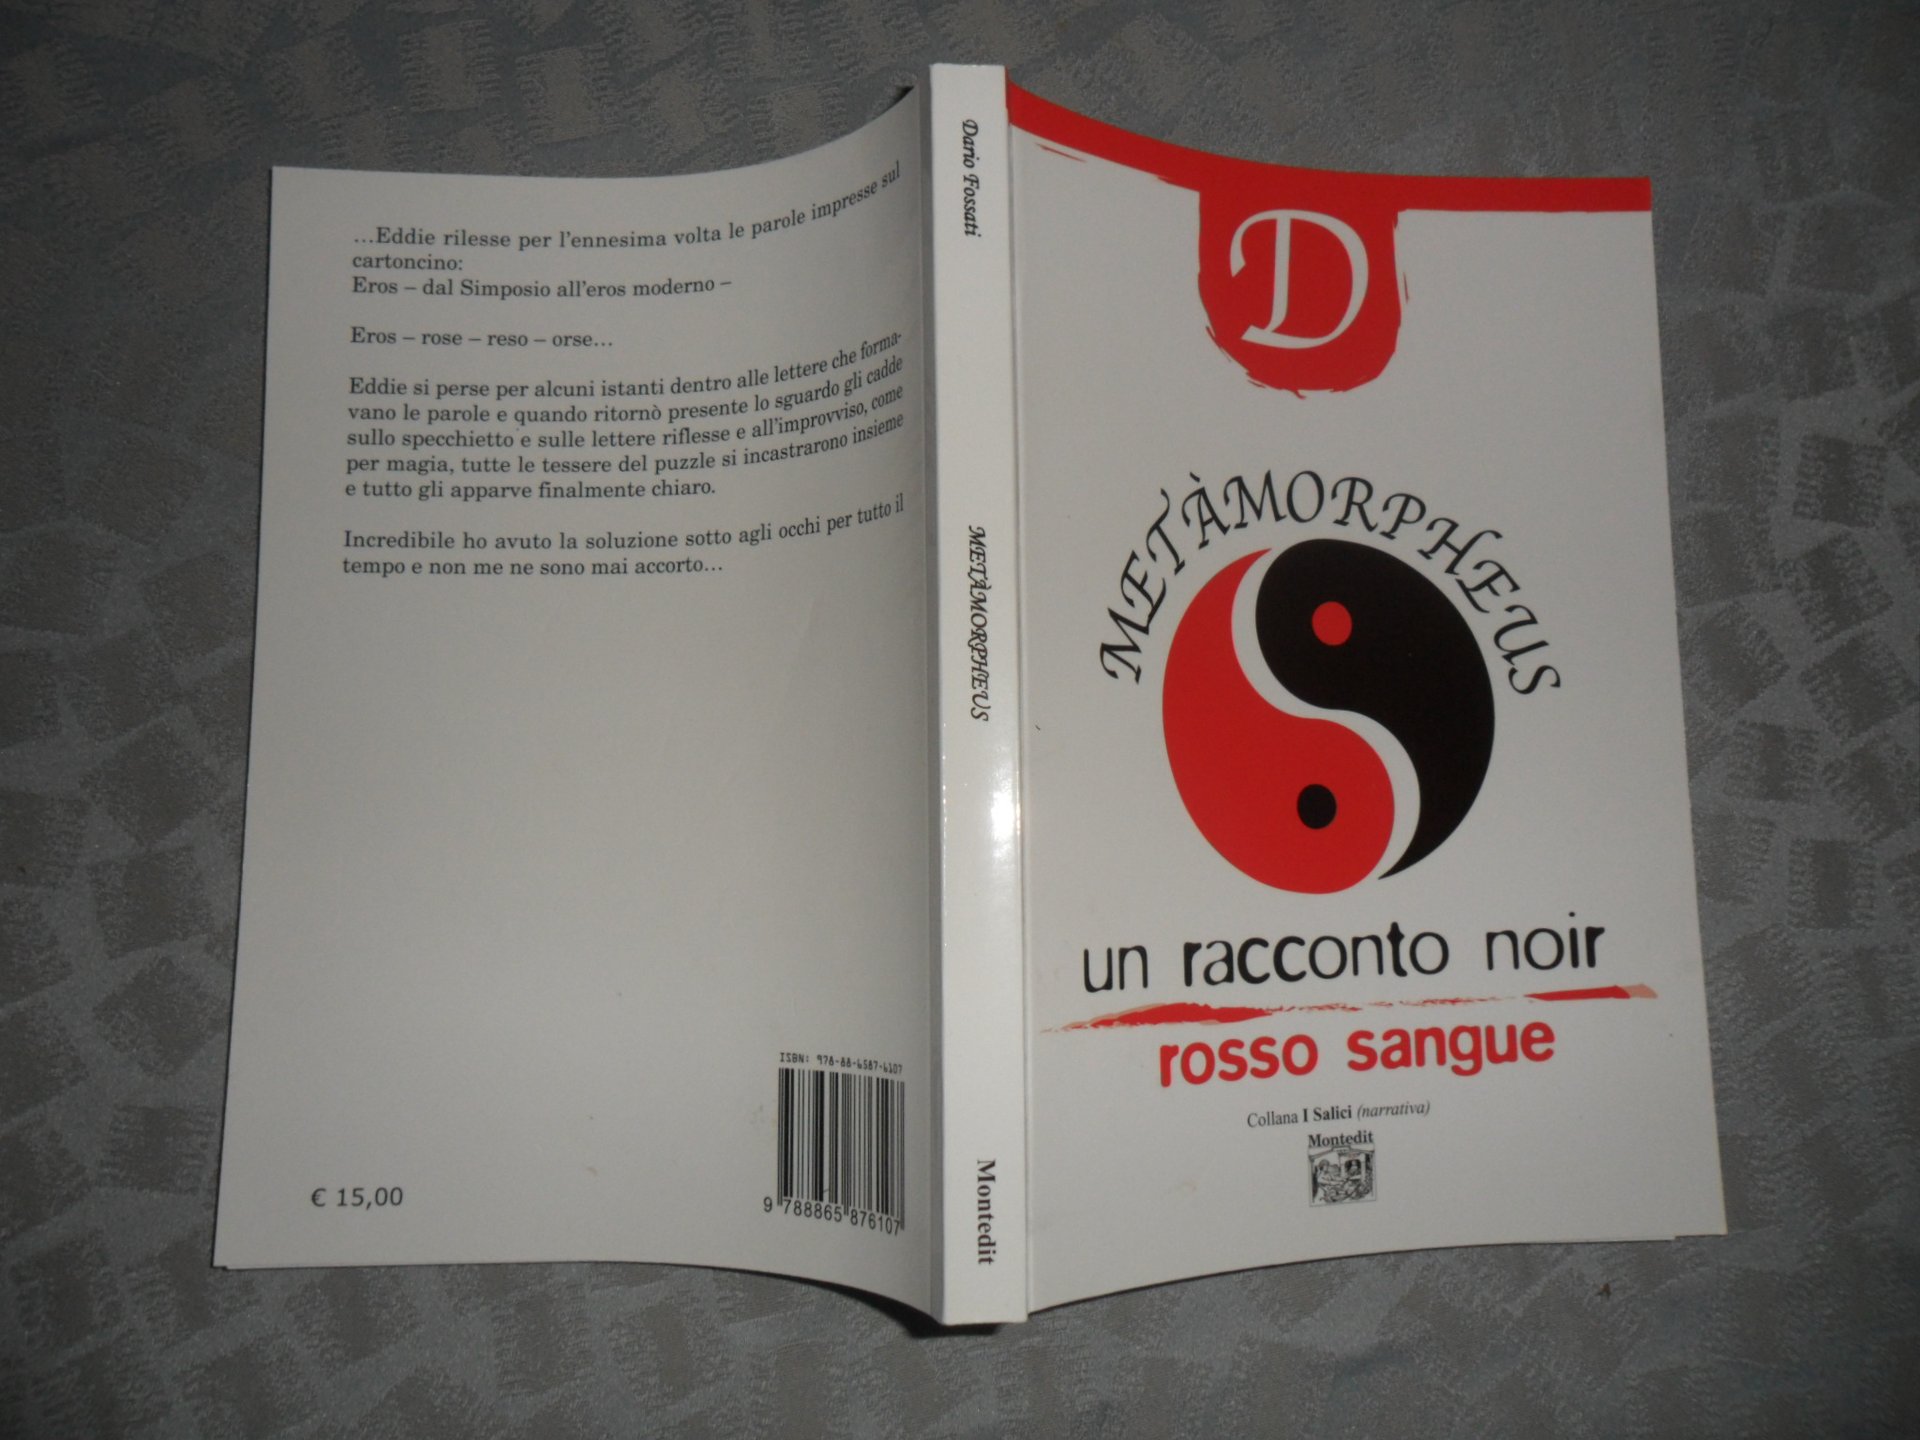 …Eddie rilesse per l'ennesima volta le parole impresse sul
cartoncino:
Eros – dal Simposio all'eros moderno –
Eros – rose – reso – orse…
Eddie si perse per alcuni istanti dentro alle lettere che forma-
vano le parole e quando ritornò presente lo sguardo gli cadde
sullo specchietto e sulle lettere riflesse e all'improvviso, come
per magia, tutte le tessere del puzzle si incastrarono insieme
e tutto gli apparve finalmente chiaro.
Incredibile ho avuto la soluzione sotto agli occhi per tutto il
tempo e non me ne sono mai accorto…
€ 15,00
ISBN: 978-88-6587-6107
9 788865 876107
Dario Fossati
METÀMORPHEUS
Montedit
D
METÀMORPHEUS
un racconto noir
rosso sangue
Collana I Salici (narrativa)
Montedit